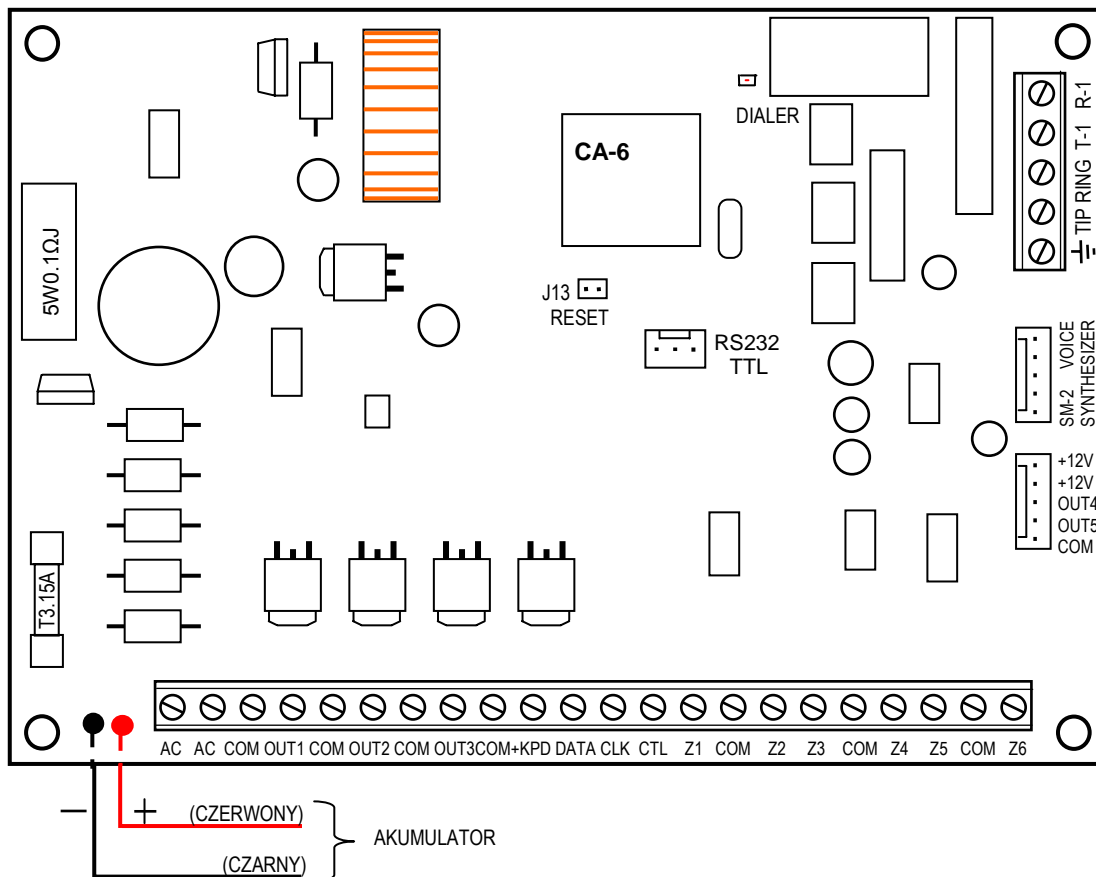 CA-6
DIALER
R-1
T-1
RING
TIP
5W0.1ΩJ
J13
RESET
RS232
TTL
SM-2 VOICE
SYNTHESIZER
+12V
+12V
OUT4
OUT5
COM
T3.15A
AC AC COM OUT1 COM OUT2 COM OUT3COM+KPD DATA CLK CTL Z1 COM Z2 Z3 COM Z4 Z5 COM Z6
− + (CZERWONY)
AKUMULATOR
(CZARNY)